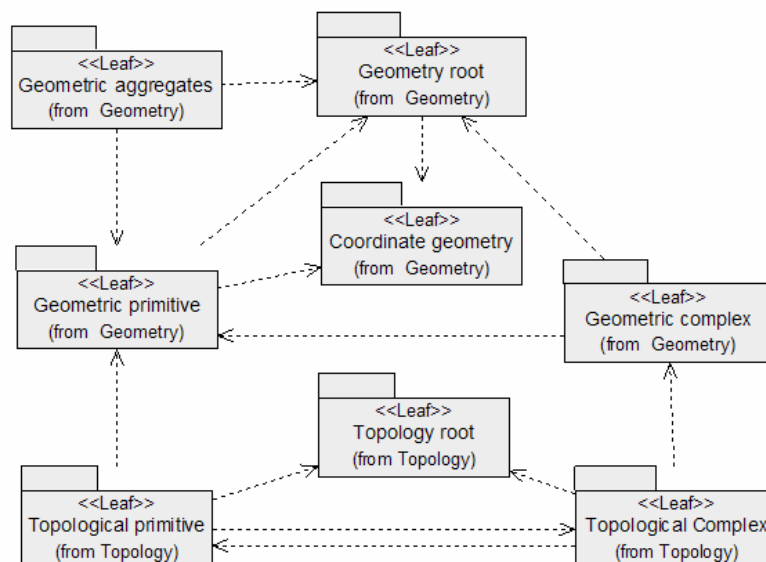 <<Leaf>>
Geometric aggregates
(from Geometry)
<<Leaf>>
Geometry root
(from Geometry)
<<Leaf>>
Coordinate geometry
(from Geometry)
<<Leaf>>
Geometric primitive
(from Geometry)
<<Leaf>>
Geometric complex
(from Geometry)
<<Leaf>>
Topology root
(from Topology)
<<Leaf>>
Topological primitive
(from Topology)
<<Leaf>>
Topological Complex
(from Topology)